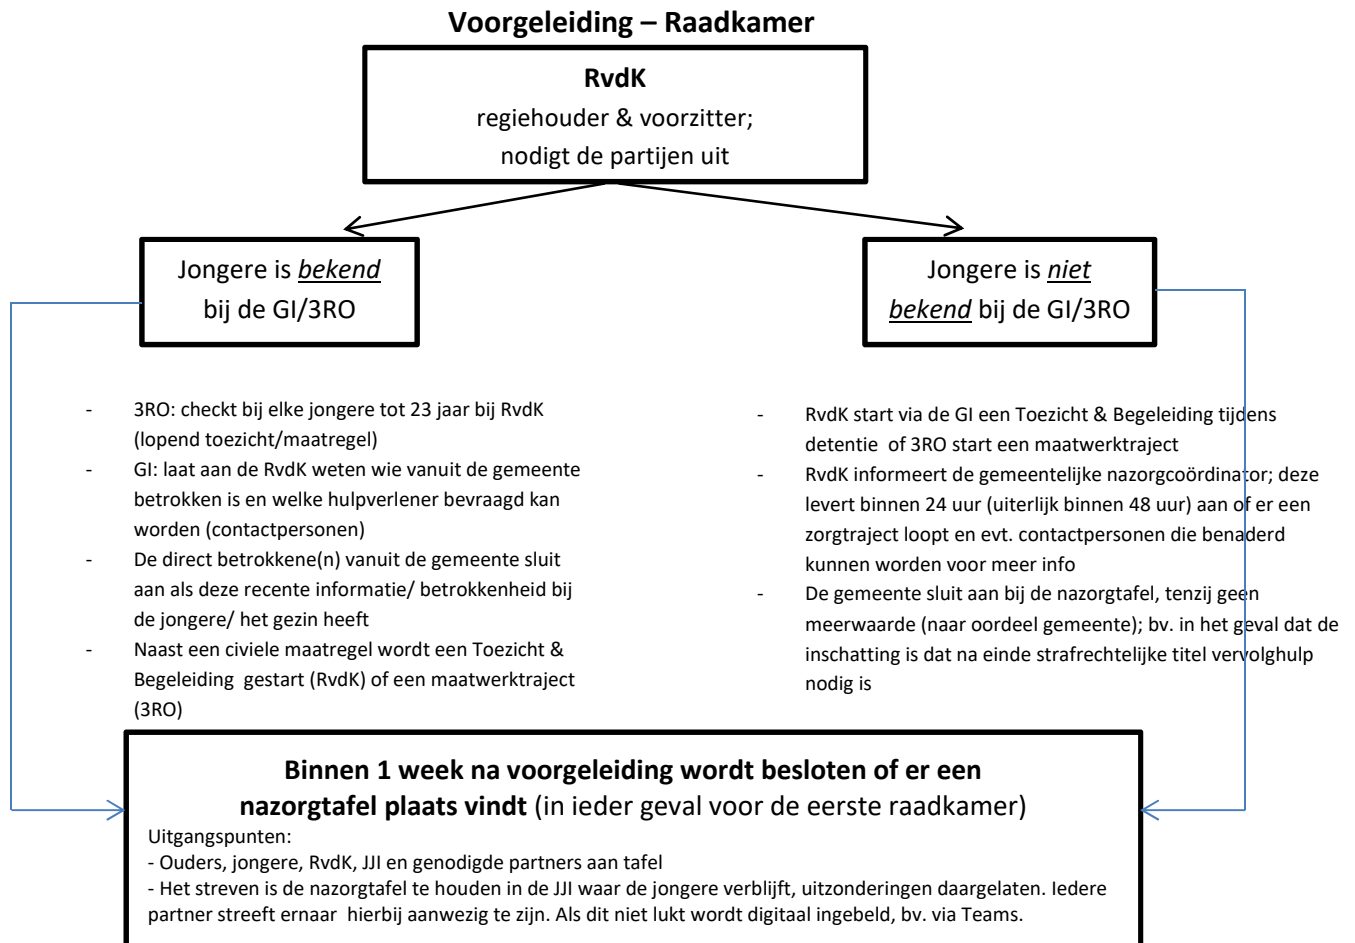 Voorgeleiding – Raadkamer
RvdK
regiehouder & voorzitter;
nodigt de partijen uit
Jongere is bekend
bij de GI/3RO
Jongere is niet
bekend bij de GI/3RO
- 3RO: checkt bij elke jongere tot 23 jaar bij RvdK
(lopend toezicht/maatregel)
- GI: laat aan de RvdK weten wie vanuit de gemeente
betrokken is en welke hulpverlener bevraagd kan
worden (contactpersonen)
- De direct betrokkene(n) vanuit de gemeente sluit
aan als deze recente informatie/ betrokkenheid bij
de jongere/ het gezin heeft
- Naast een civiele maatregel wordt een Toezicht &
Begeleiding gestart (RvdK) of een maatwerktraject
(3RO)
- RvdK start via de GI een Toezicht & Begeleiding tijdens
detentie of 3RO start een maatwerktraject
- RvdK informeert de gemeentelijke nazorgcoördinator; deze
levert binnen 24 uur (uiterlijk binnen 48 uur) aan of er een
zorgtraject loopt en evt. contactpersonen die benaderd
kunnen worden voor meer info
- De gemeente sluit aan bij de nazorgtafel, tenzij geen
meerwaarde (naar oordeel gemeente); bv. in het geval dat de
inschatting is dat na einde strafrechtelijke titel vervolghulp
nodig is
Binnen 1 week na voorgeleiding wordt besloten of er een
nazorgtafel plaats vindt (in ieder geval voor de eerste raadkamer)
Uitgangspunten:
- Ouders, jongere, RvdK, JJI en genodigde partners aan tafel
- Het streven is de nazorgtafel te houden in de JJI waar de jongere verblijft, uitzonderingen daargelaten. Iedere
partner streeft ernaar hierbij aanwezig te zijn. Als dit niet lukt wordt digitaal ingebeld, bv. via Teams.